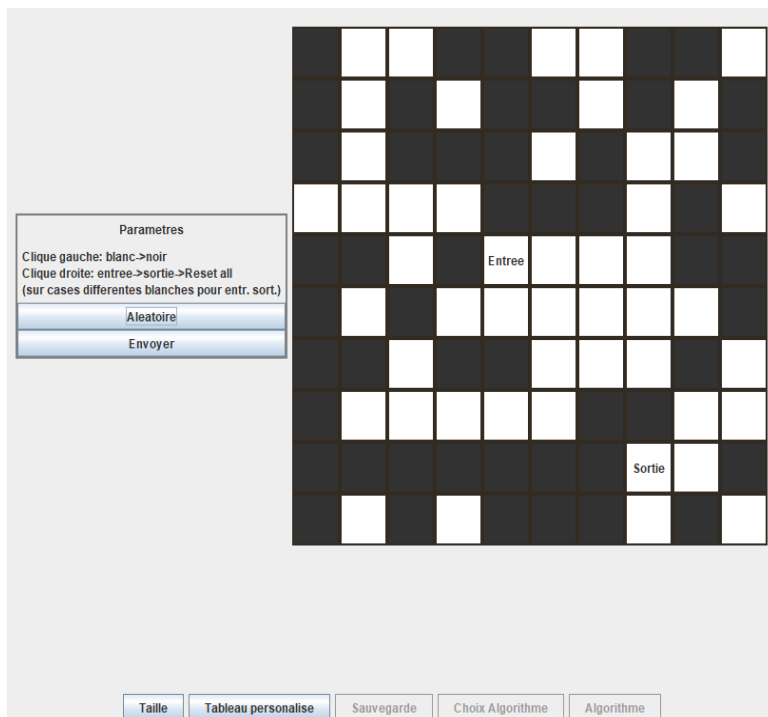 Parametres
Clique gauche: blanc->noir
Clique droite: entree->sortie->Reset all
(sur cases differentes blanches pour entr. sort.)
Aleatoire
Envoyer
Entree
Sortie
Taille
Tableau personalise
Sauvegarde
Choix Algorithme
Algorithme